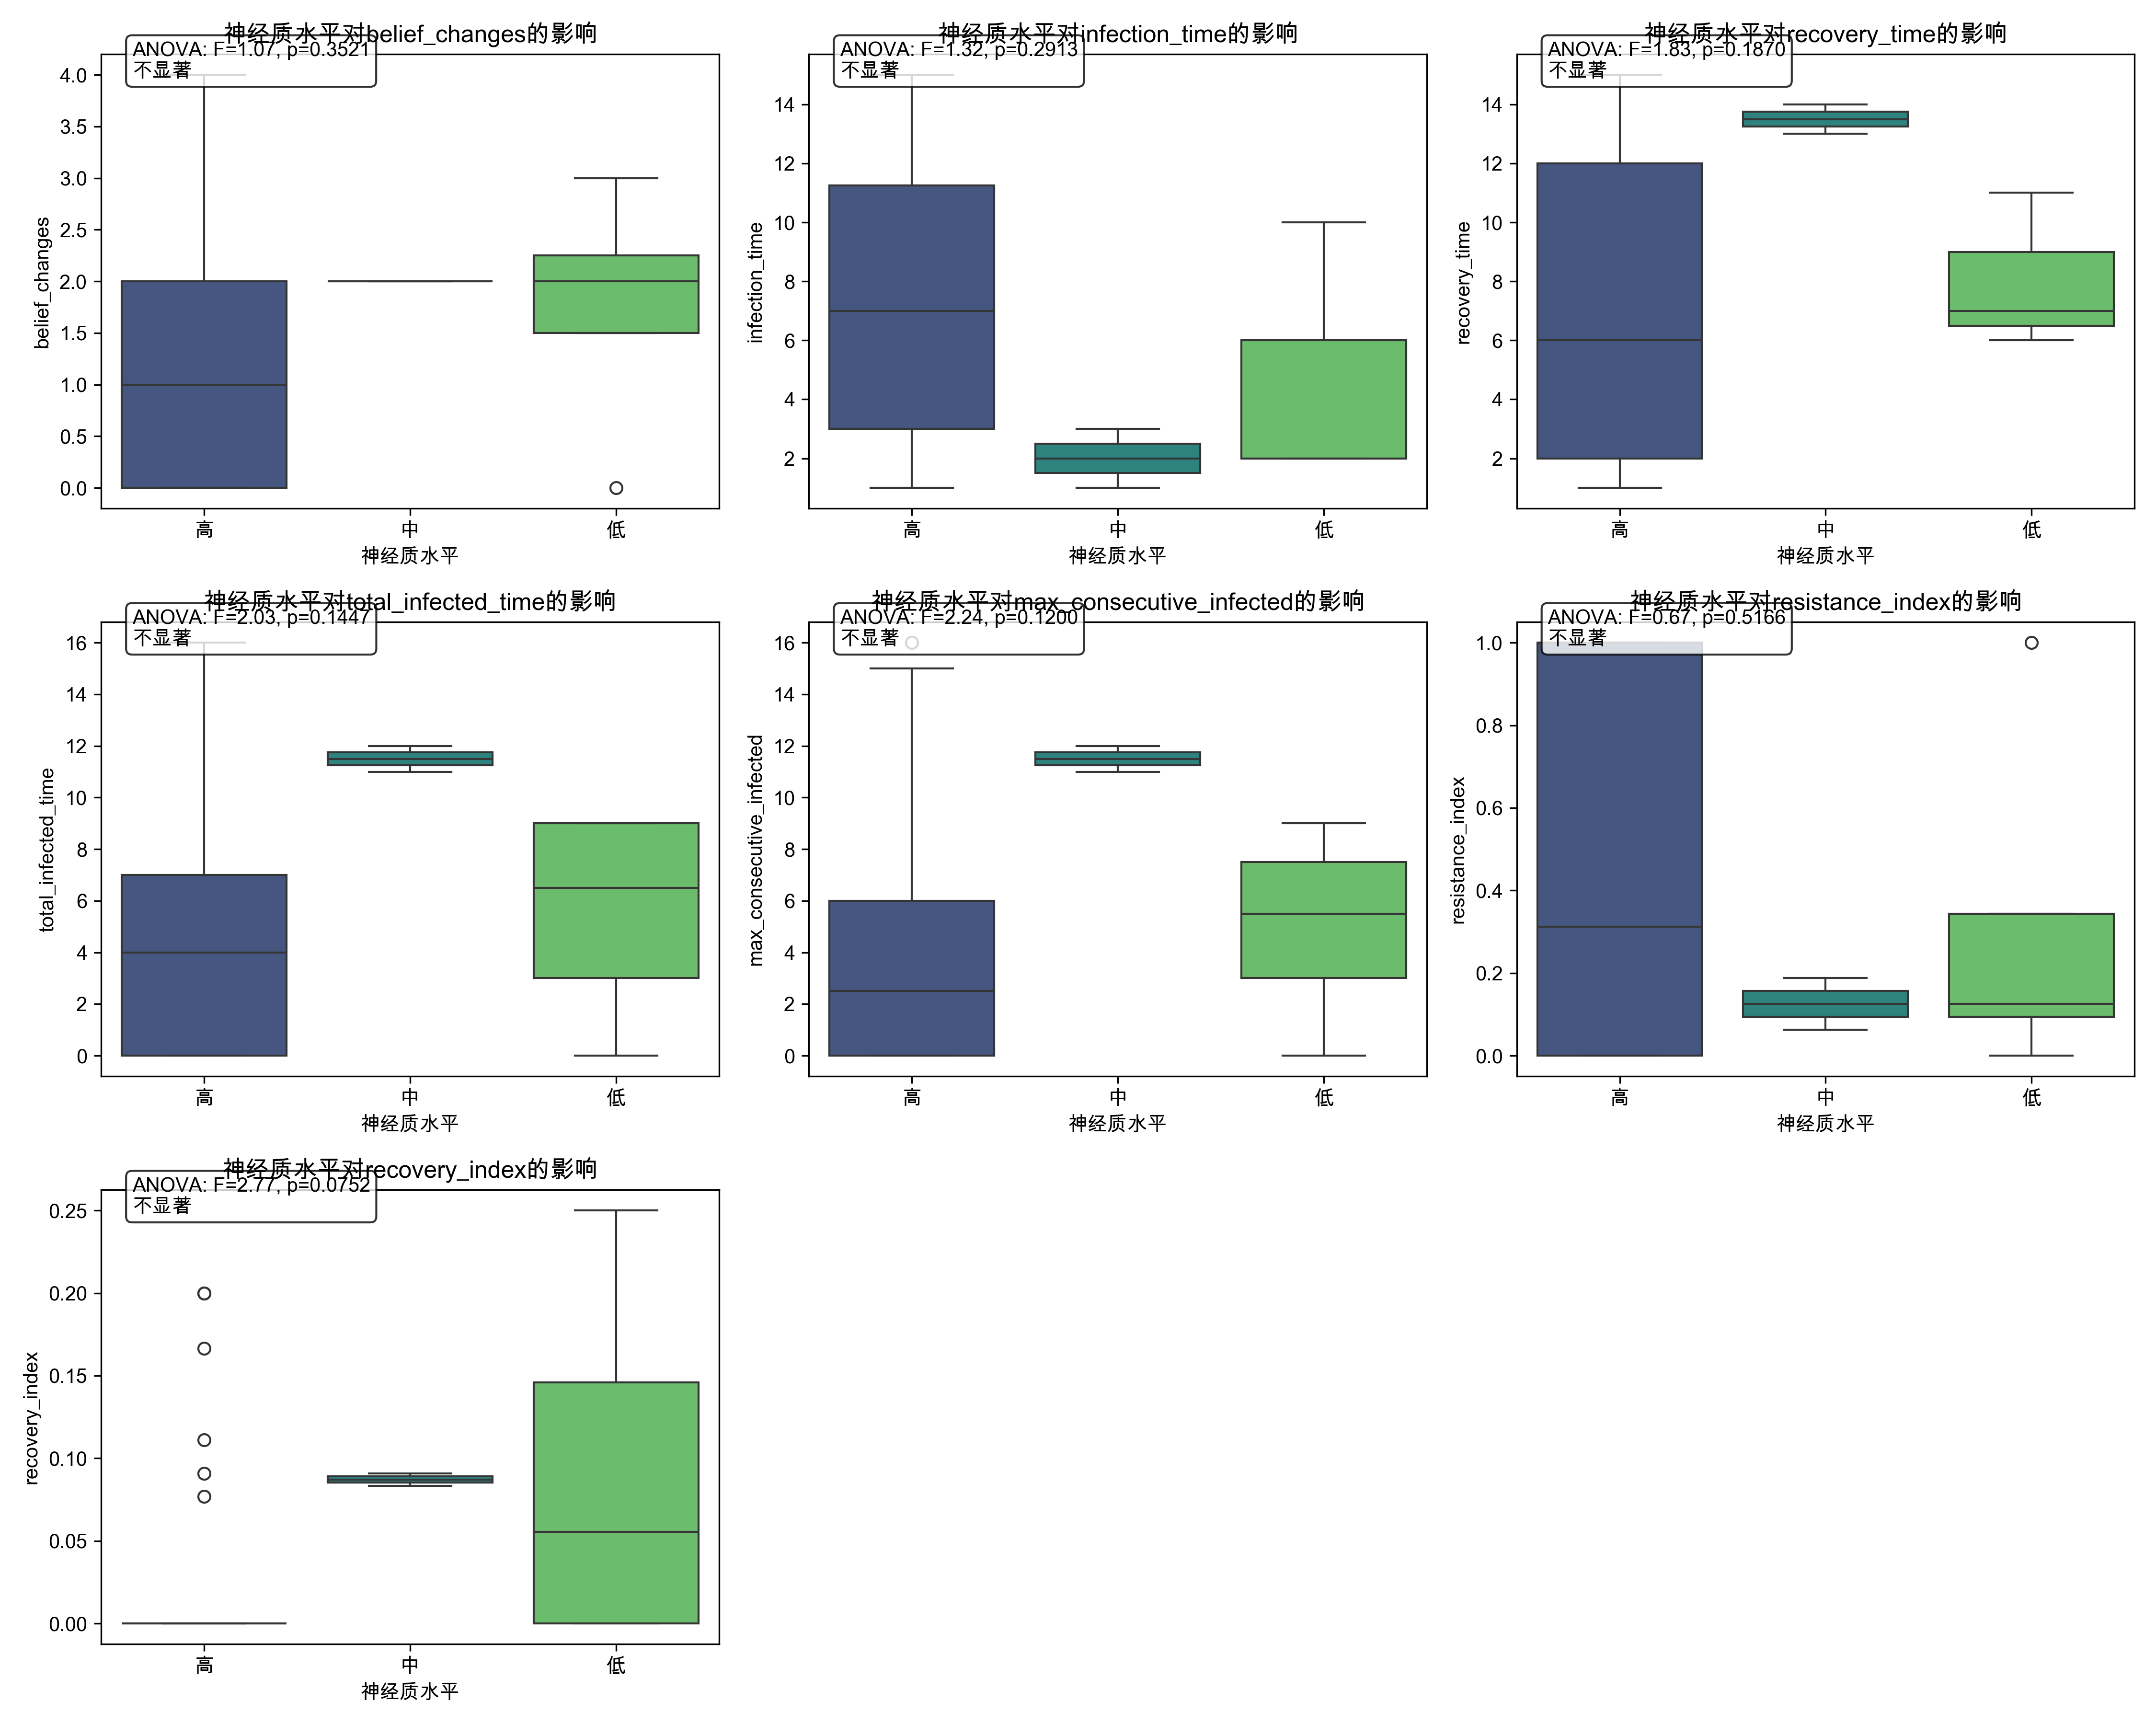 神经质水平对belief_changes的影响
ANOVA: F=1.07, p=0.3521
不显著
belief_changes
4.0
3.5
3.0
2.5
2.0
1.5
1.0
0.5
0.0
高 中 低
神经质水平
神经质水平对infection_time的影响
ANOVA: F=1.32, p=0.2913
不显著
infection_time
14
12
10
8
6
4
2
高 中 低
神经质水平
神经质水平对recovery_time的影响
ANOVA: F=1.83, p=0.1870
不显著
recovery_time
14
12
10
8
6
4
2
高 中 低
神经质水平
神经质水平对total_infected_time的影响
ANOVA: F=2.03, p=0.1447
不显著
total_infected_time
16
14
12
10
8
6
4
2
0
高 中 低
神经质水平
神经质水平对max_consecutive_infected的影响
ANOVA: F=2.24, p=0.1200
不显著
max_consecutive_infected
16
14
12
10
8
6
4
2
0
高 中 低
神经质水平
神经质水平对resistance_index的影响
ANOVA: F=0.67, p=0.5166
不显著
resistance_index
1.0
0.8
0.6
0.4
0.2
0.0
高 中 低
神经质水平
神经质水平对recovery_index的影响
ANOVA: F=2.77, p=0.0752
不显著
recovery_index
0.25
0.20
0.15
0.10
0.05
0.00
高 中 低
神经质水平